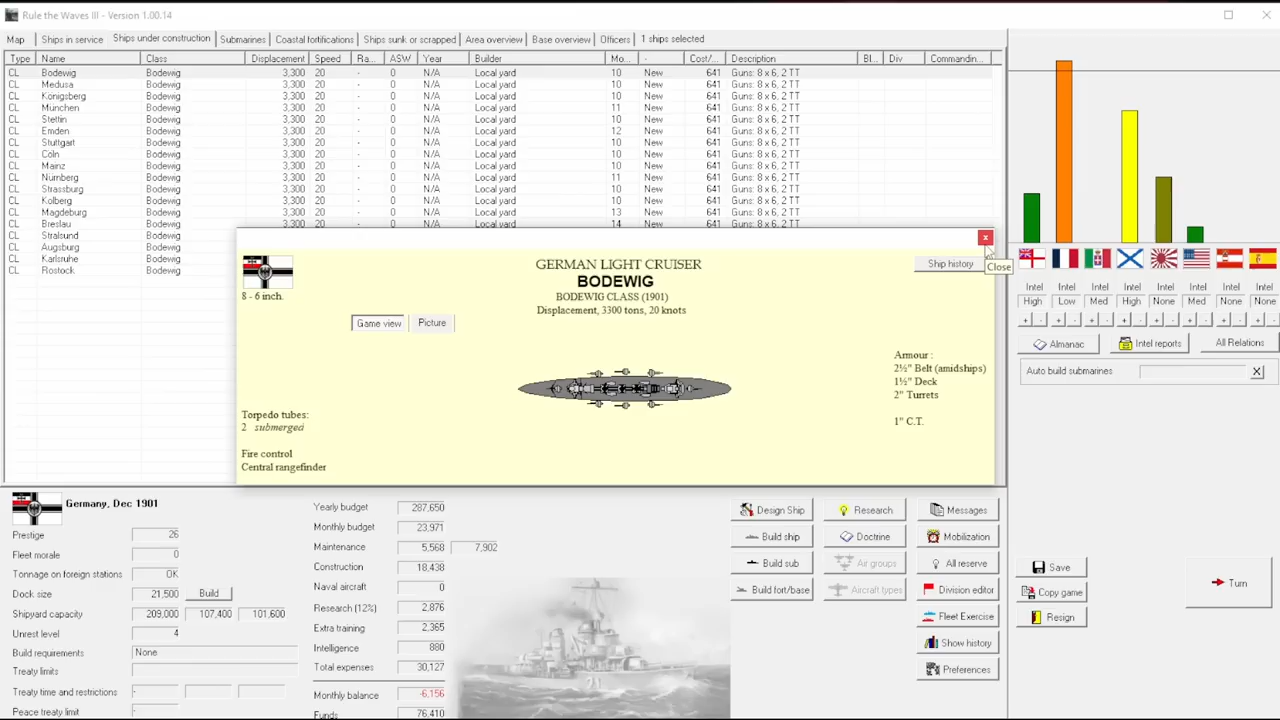 Rule the Waves III - Version 1.00.14
Map Ships in service Ships under construction Submarines Coastal fortifications Ships sunk or scrapped Area overview Base overview Officers 1 ships selected
Type Name Class Displacement Speed Ra... ASW Year Builder Mo... - Cost/... Description Bl... Div Commandin...
CL Bodewig Bodewig 3,300 20 - 0 N/A Local yard 10 New 641 Guns: 8 x 6, 2 TT
CL Medusa Bodewig 3,300 20 - 0 N/A Local yard 10 New 641 Guns: 8 x 6, 2 TT
CL Königsberg Bodewig 3,300 20 - 0 N/A Local yard 10 New 641 Guns: 8 x 6, 2 TT
CL München Bodewig 3,300 20 - 0 N/A Local yard 11 New 641 Guns: 8 x 6, 2 TT
CL Stettin Bodewig 3,300 20 - 0 N/A Local yard 10 New 641 Guns: 8 x 6, 2 TT
CL Emden Bodewig 3,300 20 - 0 N/A Local yard 12 New 641 Guns: 8 x 6, 2 TT
CL Stuttgart Bodewig 3,300 20 - 0 N/A Local yard 10 New 641 Guns: 8 x 6, 2 TT
CL Cöln Bodewig 3,300 20 - 0 N/A Local yard 10 New 641 Guns: 8 x 6, 2 TT
CL Mainz Bodewig 3,300 20 - 0 N/A Local yard 10 New 641 Guns: 8 x 6, 2 TT
CL Nürnberg Bodewig 3,300 20 - 0 N/A Local yard 11 New 641 Guns: 8 x 6, 2 TT
CL Strassburg Bodewig 3,300 20 - 0 N/A Local yard 10 New 641 Guns: 8 x 6, 2 TT
CL Kolberg Bodewig 3,300 20 - 0 N/A Local yard 10 New 641 Guns: 8 x 6, 2 TT
CL Magdeburg Bodewig 3,300 20 - 0 N/A Local yard 13 New 641 Guns: 8 x 6, 2 TT
CL Breslau Bodewig 3,300 20 - 0 N/A Local yard 14 New 641 Guns: 8 x 6, 2 TT
CL Stralsund Bodewig
CL Augsburg Bodewig
CL Karlsruhe Bodewig
CL Rostock Bodewig
GERMAN LIGHT CRUISER
BODEWIG
BODEWIG CLASS (1901)
Displacement, 3300 tons, 20 knots
Ship history
Close
8 - 6 inch.
Game view Picture
Armour :
2½" Belt (amidships)
1½" Deck
2" Turrets
1" C.T.
Torpedo tubes:
2 submerged
Fire control
Central rangefinder
Intel Intel Intel Intel Intel Intel Intel Intel
High Low Med High None Med None None
+ - + - + - + - + - + - + - + -
Almanac Intel reports All Relations
Auto build submarines X
Germany, Dec 1901
Prestige 26
Fleet morale 0
Tonnage on foreign stations OK
Dock size 21,500 Build
Shipyard capacity 209,000 107,400 101,600
Unrest level 4
Build requirements None
Treaty limits
Treaty time and restrictions -
Peace treaty limit -
Yearly budget 287,650
Monthly budget 23,971
Maintenance 5,568 7,902
Construction 18,438
Naval aircraft 0
Research (12%) 2,876
Extra training 2,365
Intelligence 880
Total expenses 30,127
Monthly balance -6,156
Funds 76,410
Design Ship Research Messages
Build ship Doctrine Mobilization
Build sub Air groups All reserve
Build fort/base Aircraft types Division editor
Fleet Exercise
Show history
Preferences
Save
Copy game
Resign
Turn